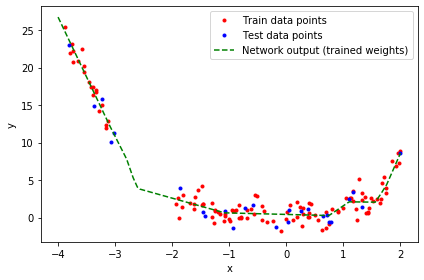 Train data points
Test data points
Network output (trained weights)
25
20
15
10
5
0
y
−4
−3
−2
−1
0
1
2
x